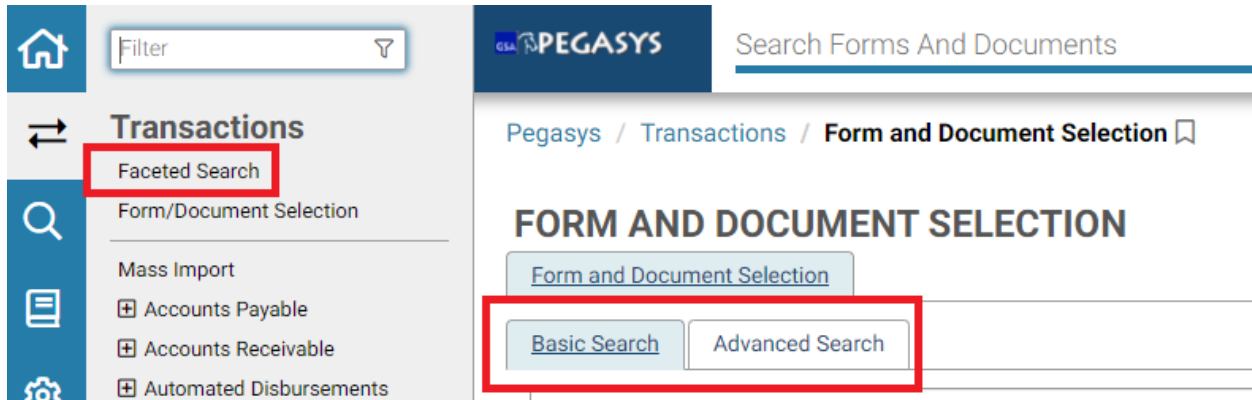 Filter
Transactions
Faceted Search
Form/Document Selection
Mass Import
Accounts Payable
Accounts Receivable
Automated Disbursements
GSA PEGASYS
Search Forms And Documents
Pegasys / Transactions / Form and Document Selection
FORM AND DOCUMENT SELECTION
Form and Document Selection
Basic Search
Advanced Search